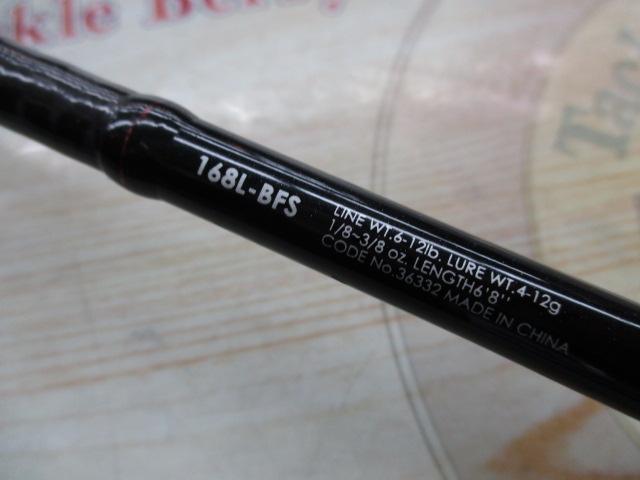 168L-BFS
LINE WT.6-12lb. LURE WT.4-12g
1/8~3/8 oz. LENGTH6'8''
CODE No.36332 MADE IN CHINA